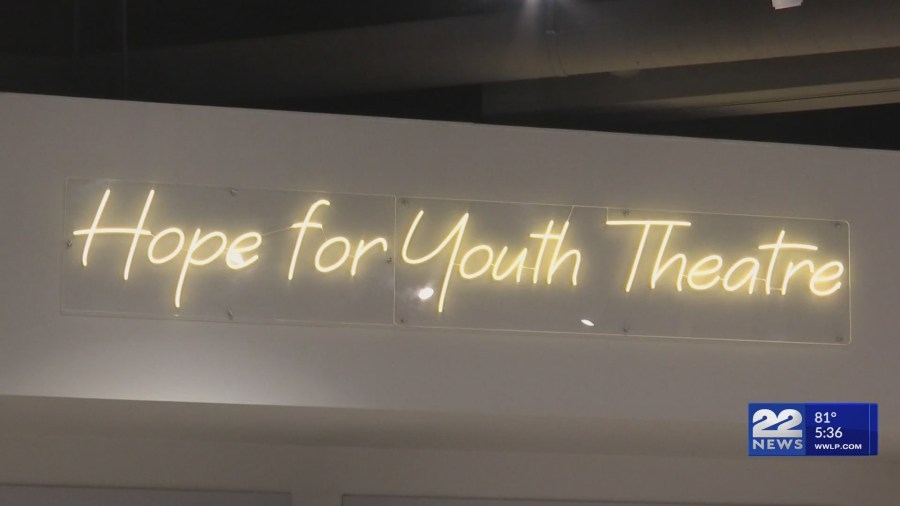 Hope for Youth Theatre
22 NEWS
81°
5:36
WWLP.COM